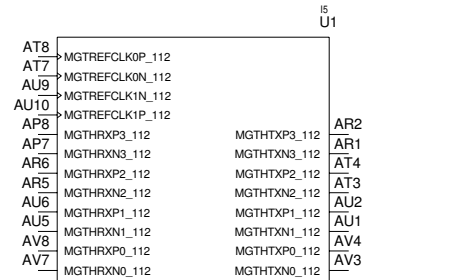 I5
U1
AT8
MGTREFCLK0P_112
AT7
MGTREFCLK0N_112
AU9
MGTREFCLK1N_112
AU10
MGTREFCLK1P_112
AP8 MGTHRXP3_112 MGTHTXP3_112 AR2
AP7 MGTHRXN3_112 MGTHTXN3_112 AR1
AR6 MGTHRXP2_112 MGTHTXP2_112 AT4
AR5 MGTHRXN2_112 MGTHTXN2_112 AT3
AU6 MGTHRXP1_112 MGTHTXP1_112 AU2
AU5 MGTHRXN1_112 MGTHTXN1_112 AU1
AV8 MGTHRXP0_112 MGTHTXP0_112 AV4
AV7 MGTHRXN0_112 MGTHTXN0_112 AV3